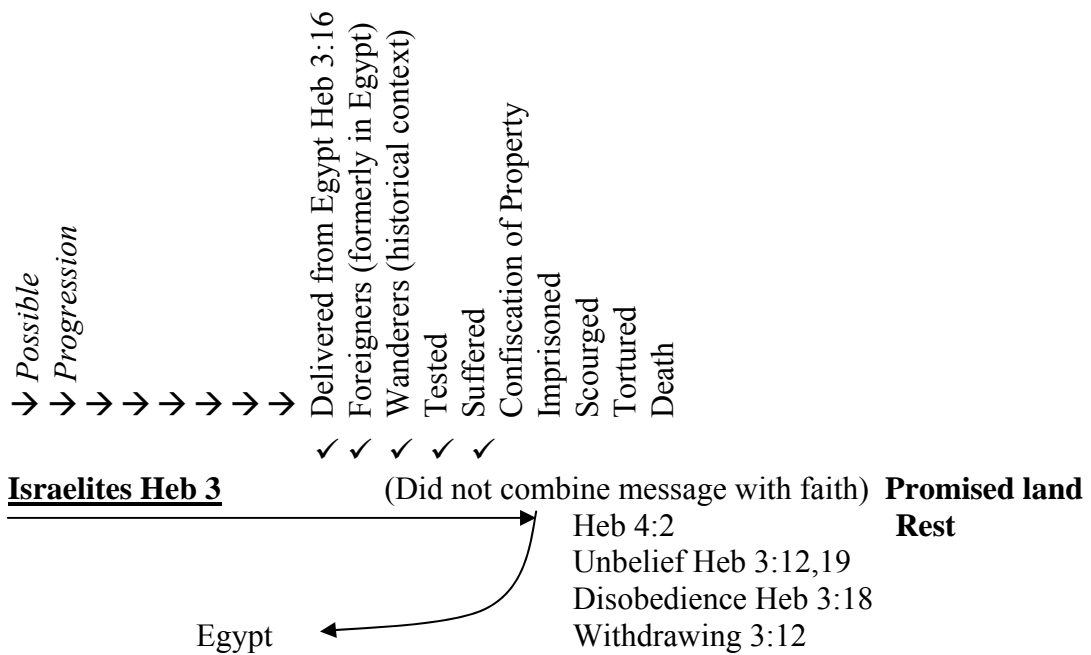 Possible
Progression
Delivered from Egypt Heb 3:16
Foreigners (formerly in Egypt)
Wanderers (historical context)
Tested
Suffered
Confiscation of Property
Imprisoned
Scourged
Tortured
Death
→ → → → → → → →
✓ ✓ ✓ ✓ ✓
Israelites Heb 3 (Did not combine message with faith) Promised land
Heb 4:2 Rest
Unbelief Heb 3:12,19
Disobedience Heb 3:18
Egypt Withdrawing 3:12